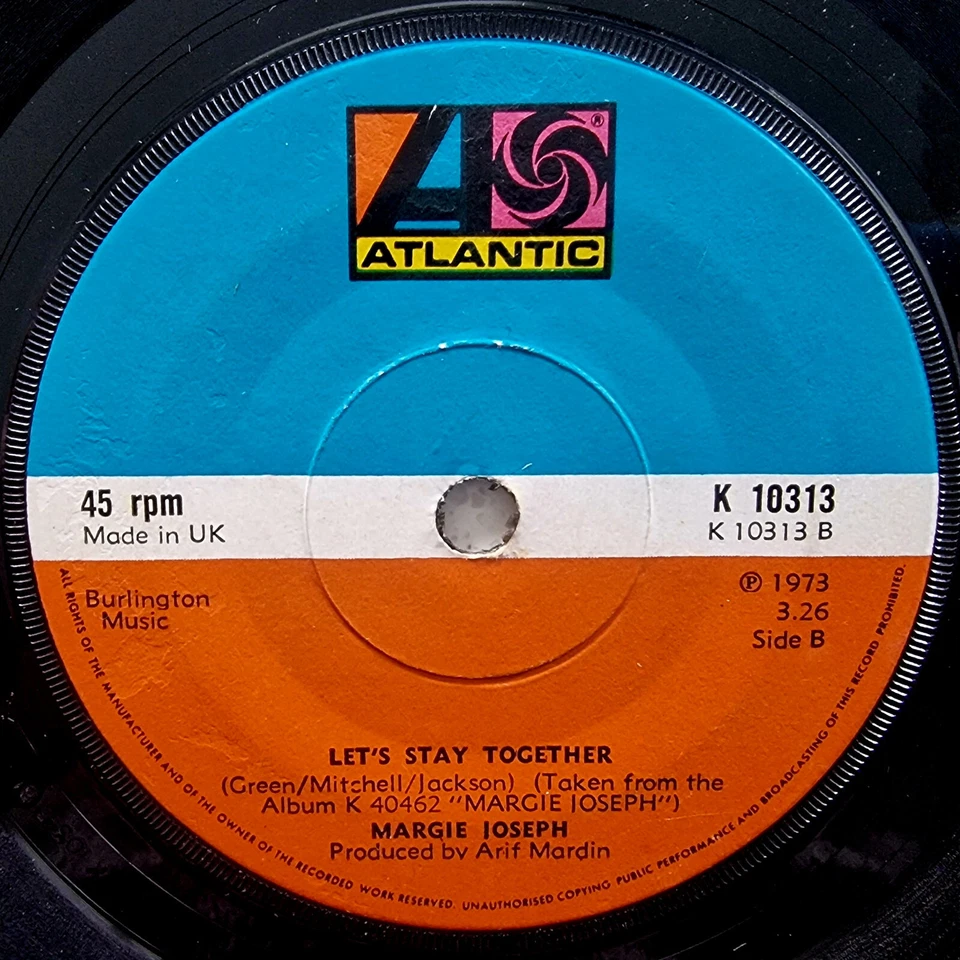 A
®
ATLANTIC
45 rpm
Made in UK
K 10313
K 10313 B
Burlington
Music
℗ 1973
3.26
Side B
LET'S STAY TOGETHER
(Green/Mitchell/Jackson) (Taken from the
Album K 40462 "MARGIE JOSEPH")
MARGIE JOSEPH
Produced by Arif Mardin
ALL RIGHTS OF THE MANUFACTURER AND OF THE OWNER OF THE RECORDED WORK RESERVED. UNAUTHORISED COPYING PUBLIC PERFORMANCE AND BROADCASTING OF THIS RECORD PROHIBITED.